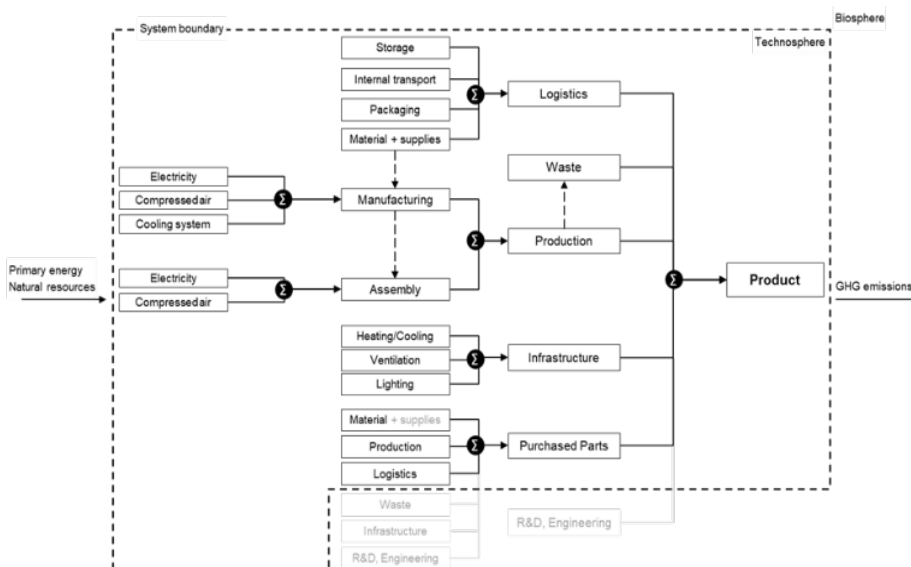 Biosphere
System boundary
Technosphere
Storage
Internal transport
Packaging
Material + supplies
Σ
Logistics
Waste
Electricity
Compressed air
Cooling system
Σ
Manufacturing
Σ
Production
Primary energy
Natural resources
Electricity
Compressed air
Σ
Assembly
Σ
Product
GHG emissions
Heating/Cooling
Ventilation
Lighting
Σ
Infrastructure
Material + supplies
Production
Logistics
Σ
Purchased Parts
Waste
Infrastructure
R&D, Engineering
R&D, Engineering